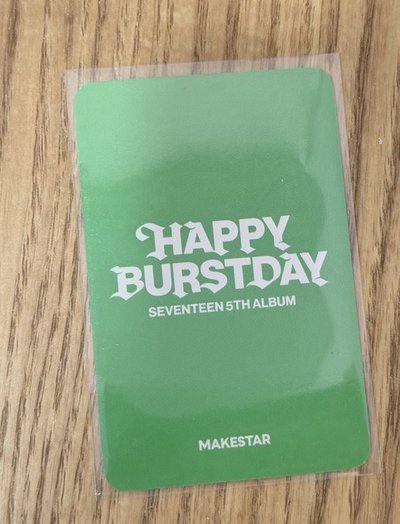 HAPPY
BURSTDAY
SEVENTEEN 5TH ALBUM
MAKESTAR